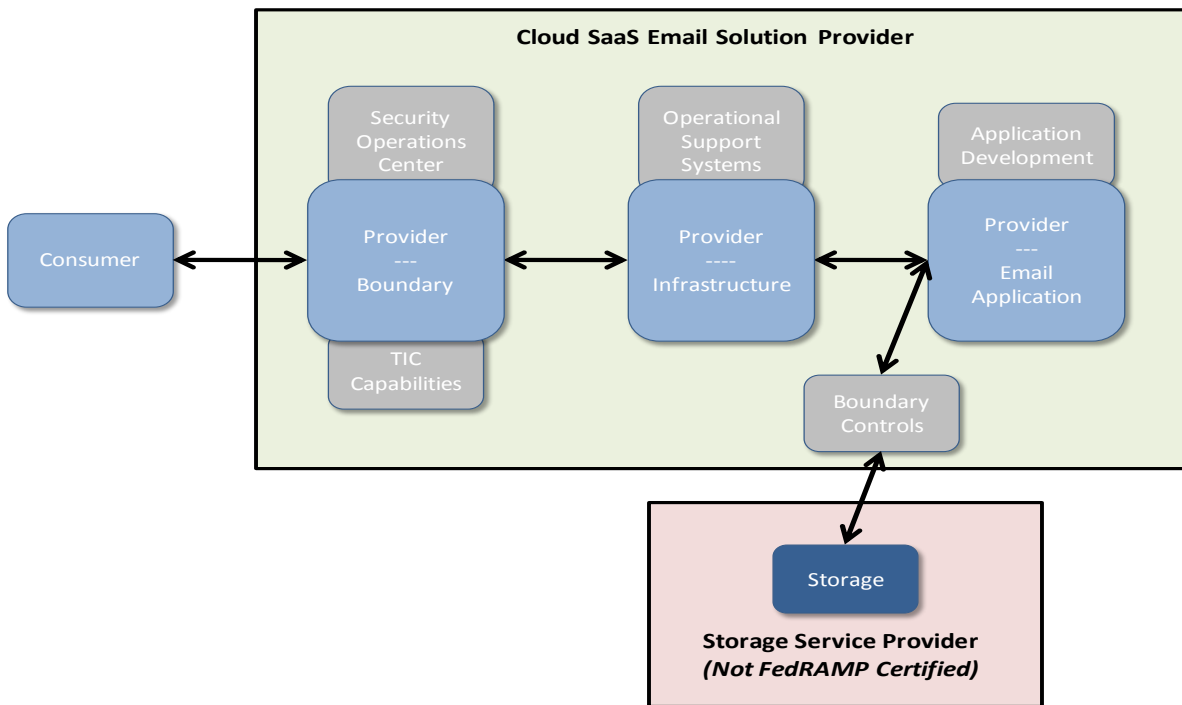 Cloud SaaS Email Solution Provider
Security
Operations
Center
Operational
Support
Systems
Application
Development
Consumer
Provider
---
Boundary
Provider
----
Infrastructure
Provider
---
Email
Application
TIC
Capabilities
Boundary
Controls
Storage
Storage Service Provider
(Not FedRAMP Certified)